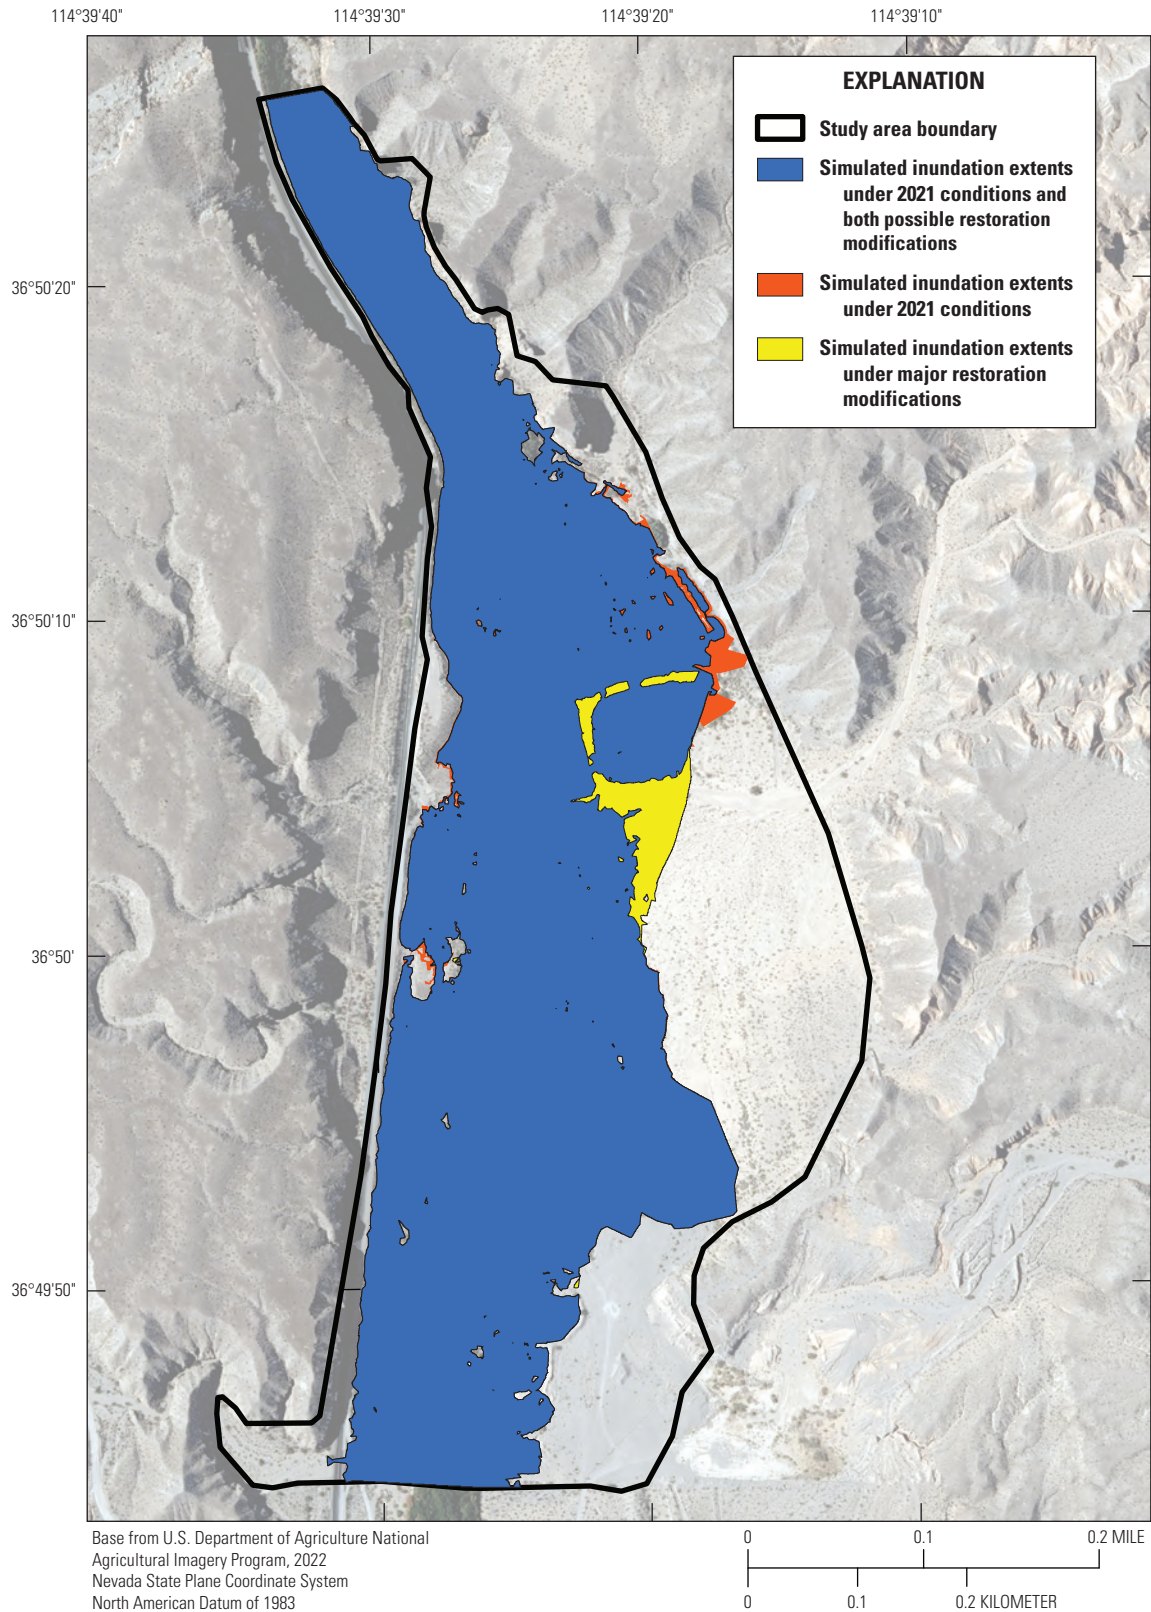 114°39'40"
114°39'30"
114°39'20"
114°39'10"
EXPLANATION
Study area boundary
Simulated inundation extents
under 2021 conditions and
both possible restoration
modifications
Simulated inundation extents
under 2021 conditions
Simulated inundation extents
under major restoration
modifications
36°50'20"
36°50'10"
36°50'
36°49'50"
Base from U.S. Department of Agriculture National
Agricultural Imagery Program, 2022
Nevada State Plane Coordinate System
North American Datum of 1983
0 0.1 0.2 MILE
0 0.1 0.2 KILOMETER